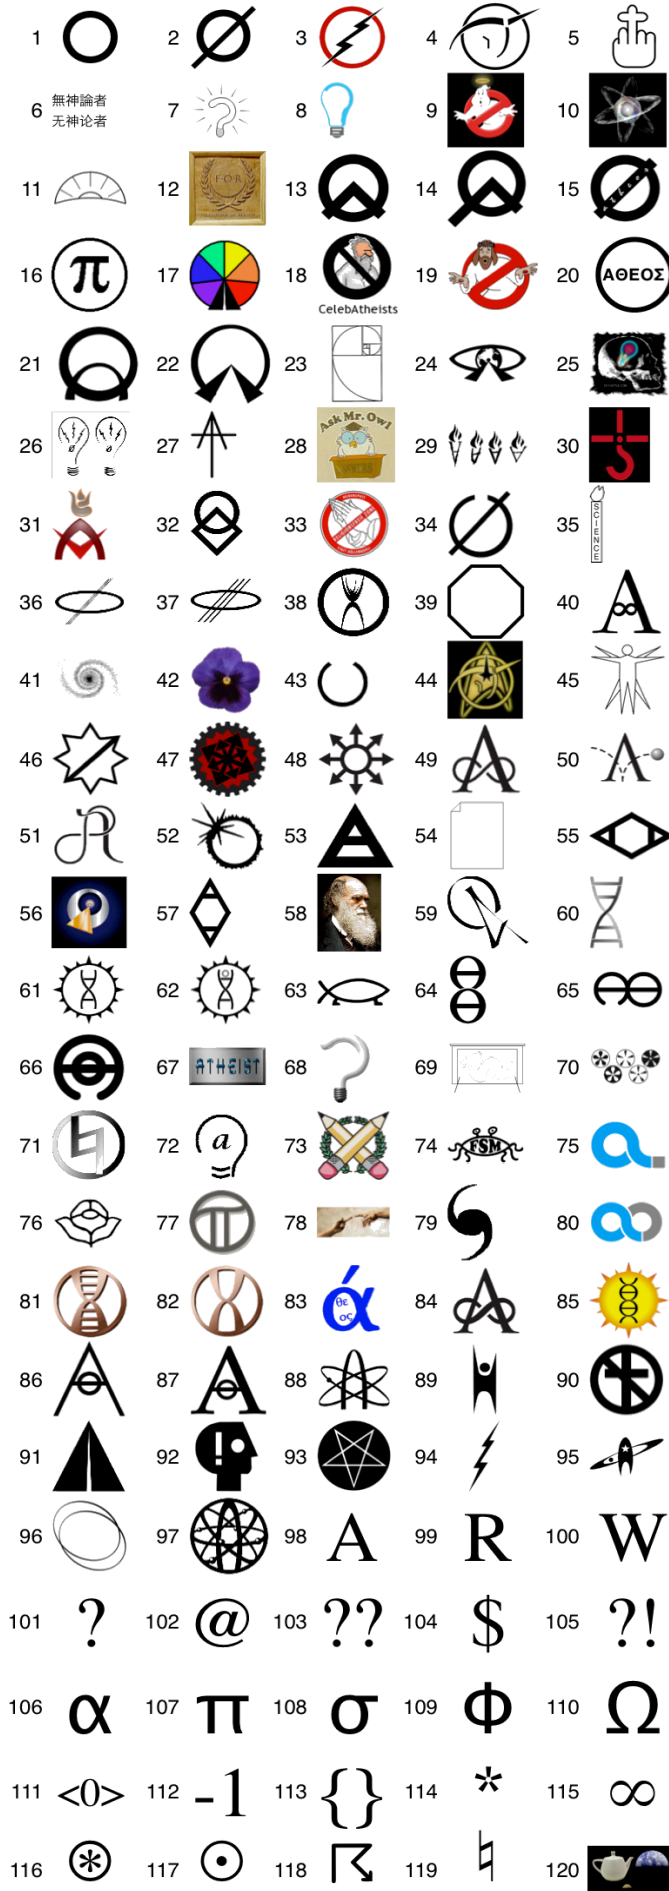 1 2 3 4 5
6 無神論者
无神论者
7 8 9 10
11 12 F·O·R 13 14 15
16 π 17 18 CelebAtheists 19 20 ΑΘΕΟΣ
21 22 23 24 25
26 27 28 Ask Mr. Owl 29 30
31 32 33 34 35 SCIENCE
36 37 38 39 40 A
41 42 43 44 45
46 47 48 49 A 50
51 52 53 54 55
56 57 58 59 60
61 62 63 64 65
66 67 ATHEIST 68 69 70
71 72 a 73 74 FSM 75
76 77 78 79 80
81 82 83 ά θε ος 84 85
86 87 88 89 90
91 92 93 94 95
96 97 98 A 99 R 100 W
101 ? 102 @ 103 ?? 104 $ 105 ?!
106 α 107 π 108 σ 109 Φ 110 Ω
111 <0> 112 -1 113 {} 114 * 115 ∞
116 ⊛ 117 ⊙ 118 119 ♮ 120